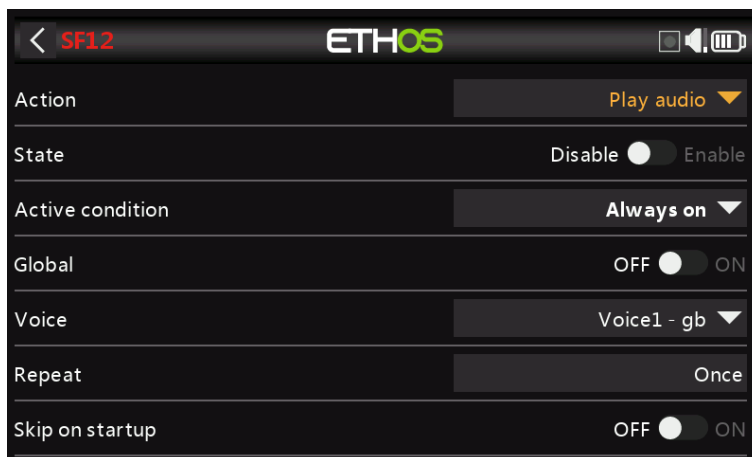 SF12 ETHOS
Action Play audio
State Disable Enable
Active condition Always on
Global OFF ON
Voice Voice1 - gb
Repeat Once
Skip on startup OFF ON